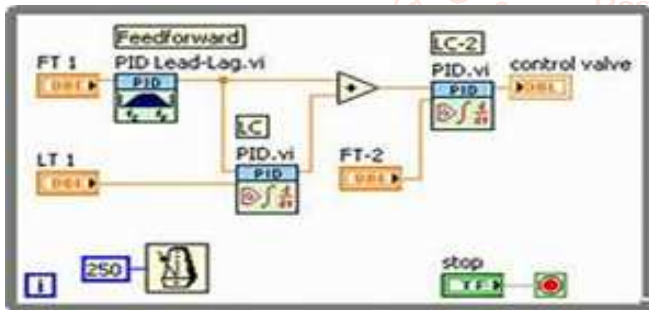 Feedforward
FT 1
PID Lead-Lag.vi
PID
LC-2
PID.vi
control valve
PID
DBL
LC
PID.vi
PID
LT 1
DBL
FT-2
DBL
250
i
stop
TF